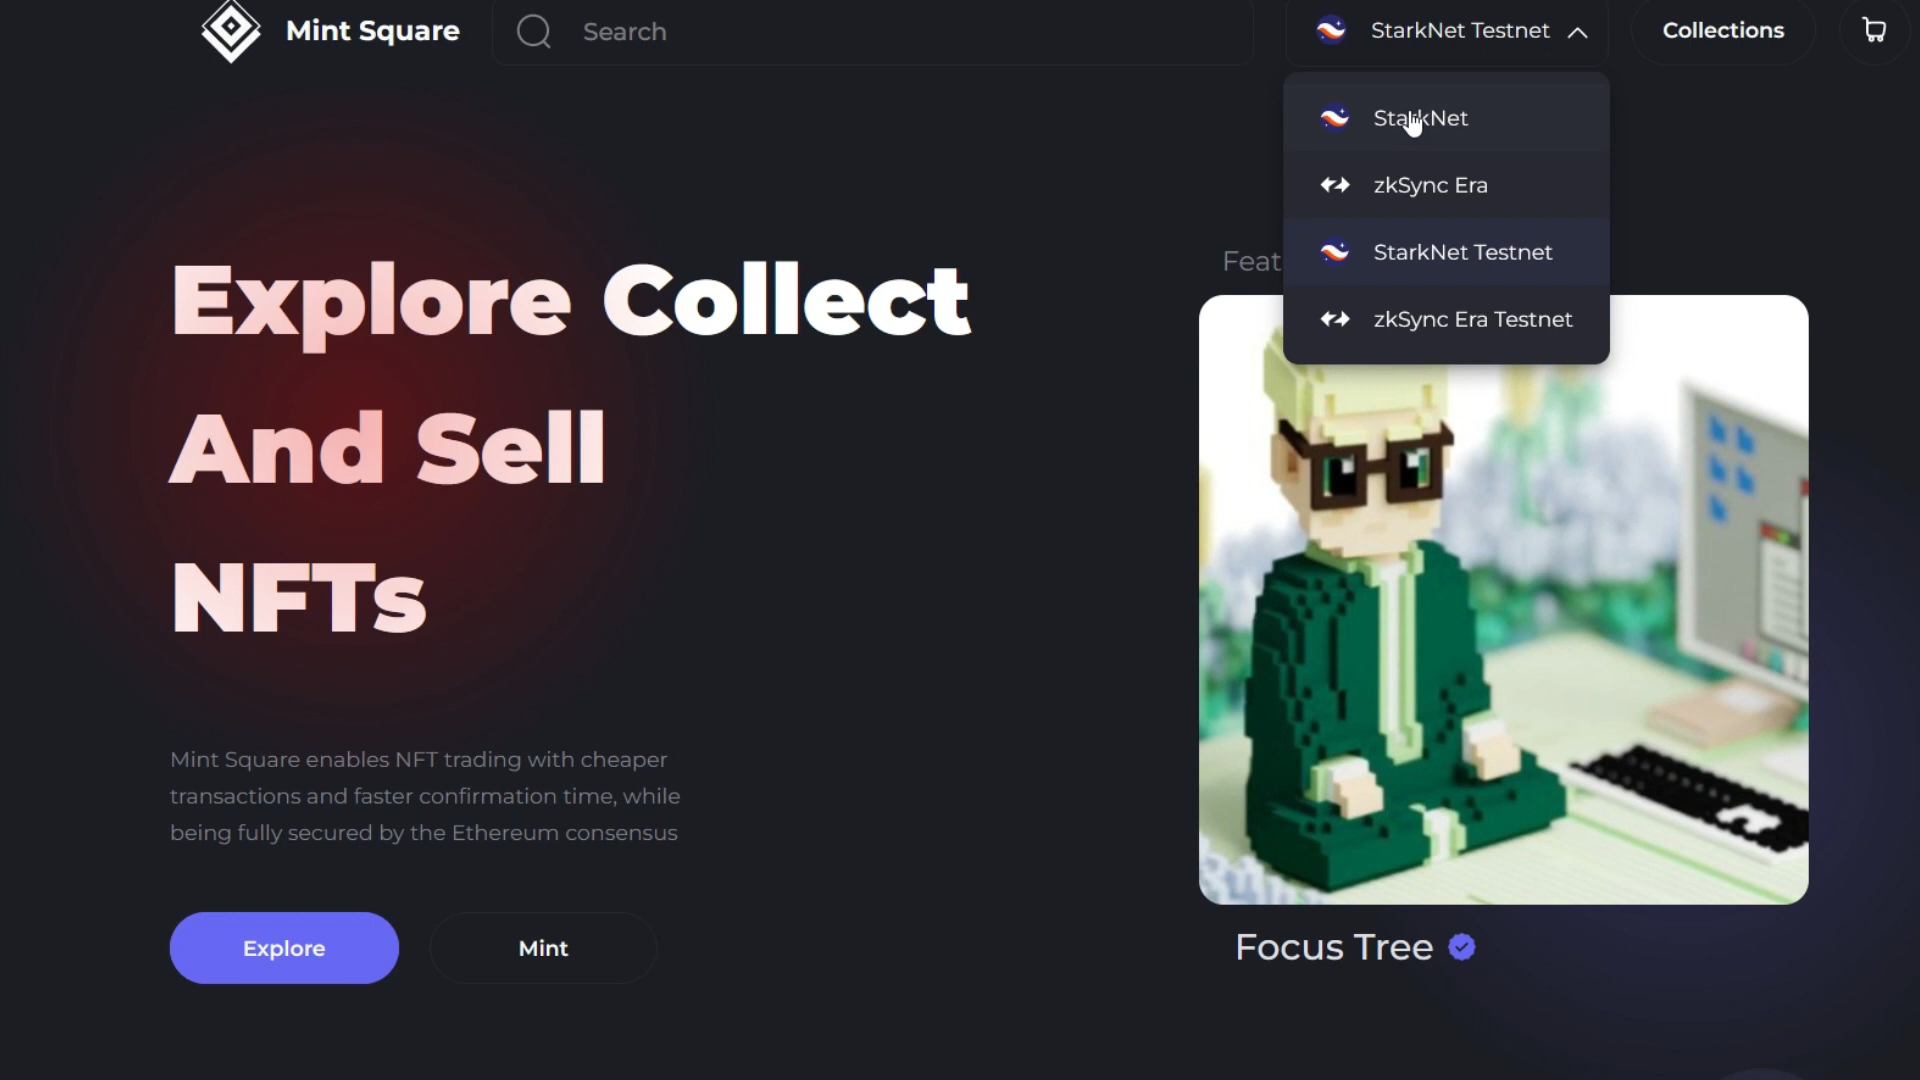 Mint Square
Search
StarkNet Testnet
Collections
StarkNet
zkSync Era
StarkNet Testnet
zkSync Era Testnet
Explore Collect
And Sell
NFTs
Feat
Mint Square enables NFT trading with cheaper
transactions and faster confirmation time, while
being fully secured by the Ethereum consensus
Explore
Mint
Focus Tree